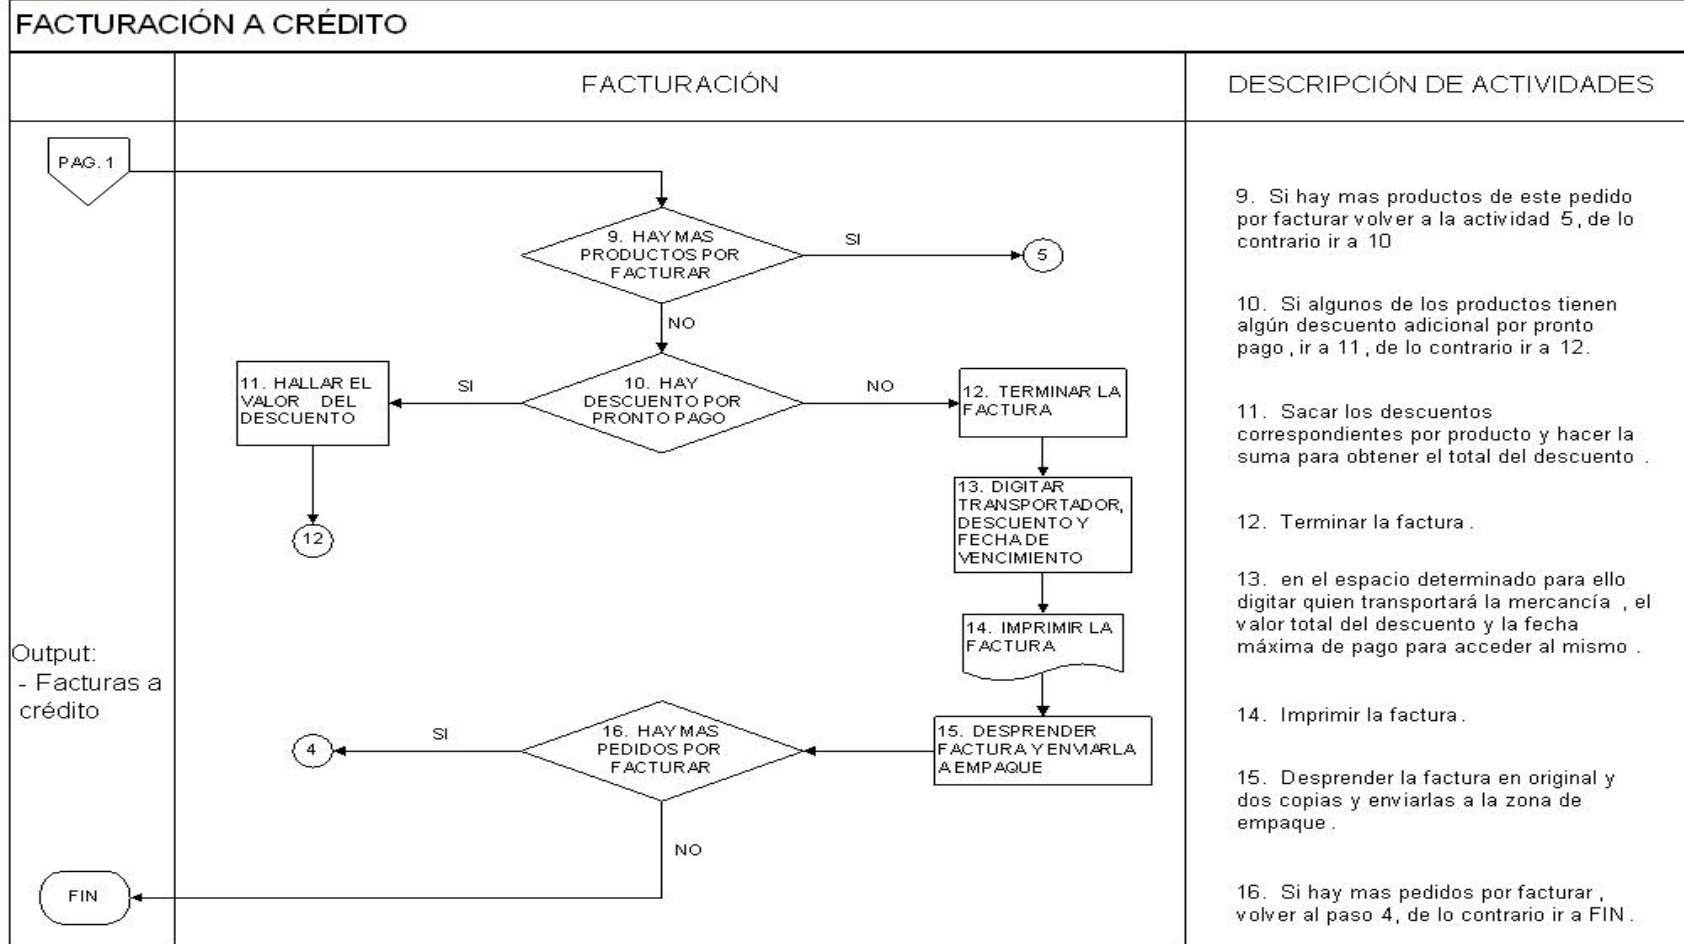 FACTURACIÓN A CRÉDITO
FACTURACIÓN
DESCRIPCIÓN DE ACTIVIDADES
PAG. 1
9. HAY MAS
PRODUCTOS POR
FACTURAR
SI
5
NO
10. HAY
DESCUENTO POR
PRONTO PAGO
SI
11. HALLAR EL
VALOR DEL
DESCUENTO
12
NO
12. TERMINAR LA
FACTURA
13. DIGITAR
TRANSPORTADOR,
DESCUENTO Y
FECHA DE
VENCIMIENTO
14. IMPRIMIR LA
FACTURA
15. DESPRENDER
FACTURA Y ENVIARLA
A EMPAQUE
16. HAY MAS
PEDIDOS POR
FACTURAR
SI
4
NO
Output:
- Facturas a
crédito
FIN
9. Si hay mas productos de este pedido
por facturar volver a la actividad 5, de lo
contrario ir a 10
10. Si algunos de los productos tienen
algún descuento adicional por pronto
pago, ir a 11, de lo contrario ir a 12.
11. Sacar los descuentos
correspondientes por producto y hacer la
suma para obtener el total del descuento .
12. Terminar la factura.
13. en el espacio determinado para ello
digitar quien transportará la mercancía , el
valor total del descuento y la fecha
máxima de pago para acceder al mismo .
14. Imprimir la factura.
15. Desprender la factura en original y
dos copias y enviarlas a la zona de
empaque.
16. Si hay mas pedidos por facturar,
volver al paso 4, de lo contrario ir a FIN.